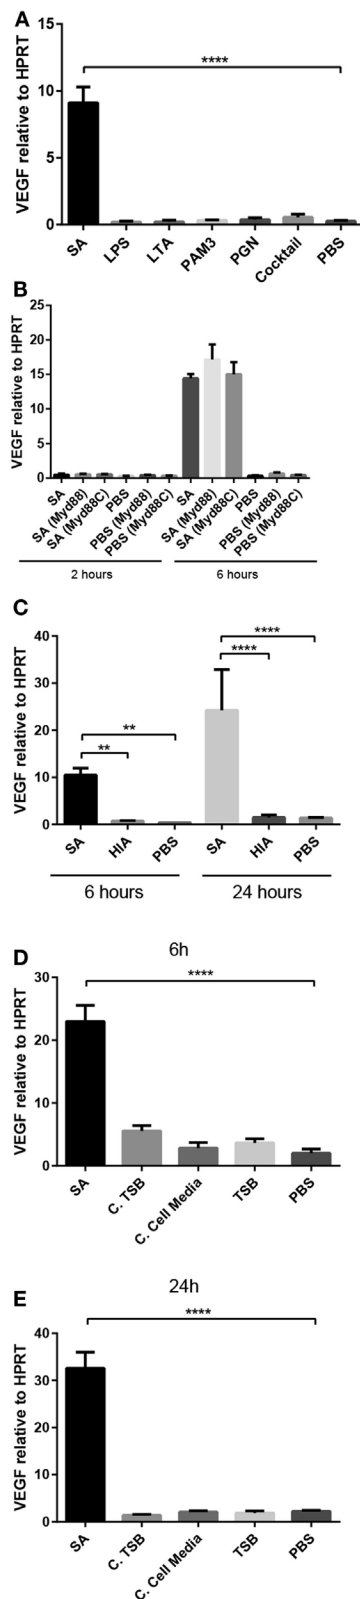 A
VEGF relative to HPRT
15
10
5
0
****
SA
LPS
LTA
PAM3
PGN
Cocktail
PBS
B
VEGF relative to HPRT
25
20
15
10
5
0
SA
SA (Myd88)
SA (Myd88C)
PBS
PBS (Myd88)
PBS (Myd88C)
SA
SA (Myd88)
SA (Myd88C)
PBS
PBS (Myd88)
PBS (Myd88C)
2 hours
6 hours
C
VEGF relative to HPRT
40
30
20
10
0
**
**
****
****
SA
HIA
PBS
SA
HIA
PBS
6 hours
24 hours
D
6h
VEGF relative to HPRT
30
20
10
0
****
SA
C. TSB
C. Cell Media
TSB
PBS
E
24h
VEGF relative to HPRT
40
30
20
10
0
****
SA
C. TSB
C. Cell Media
TSB
PBS